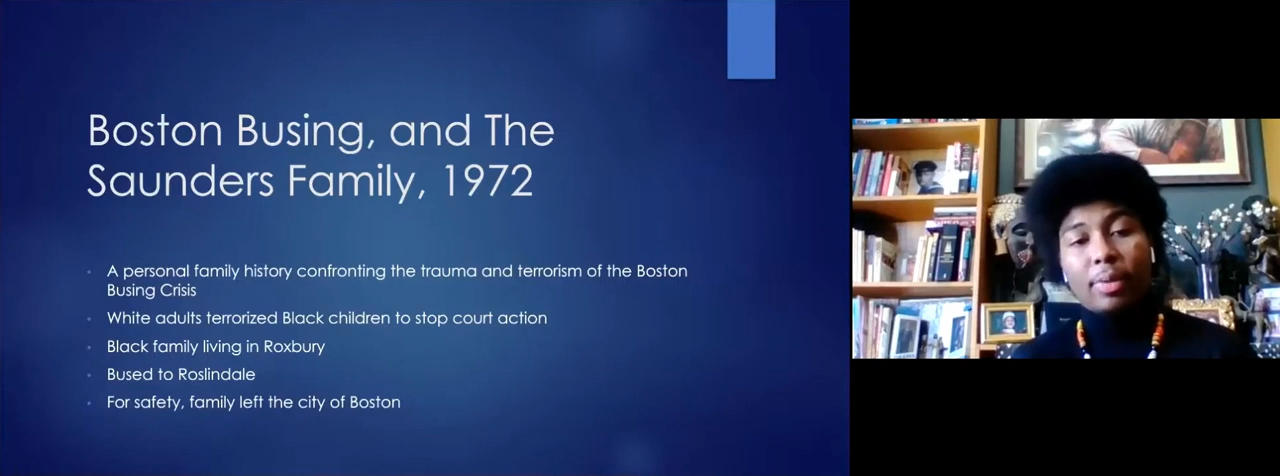 Boston Busing, and The
Saunders Family, 1972
A personal family history confronting the trauma and terrorism of the Boston
Busing Crisis
White adults terrorized Black children to stop court action
Black family living in Roxbury
Bused to Roslindale
For safety, family left the city of Boston